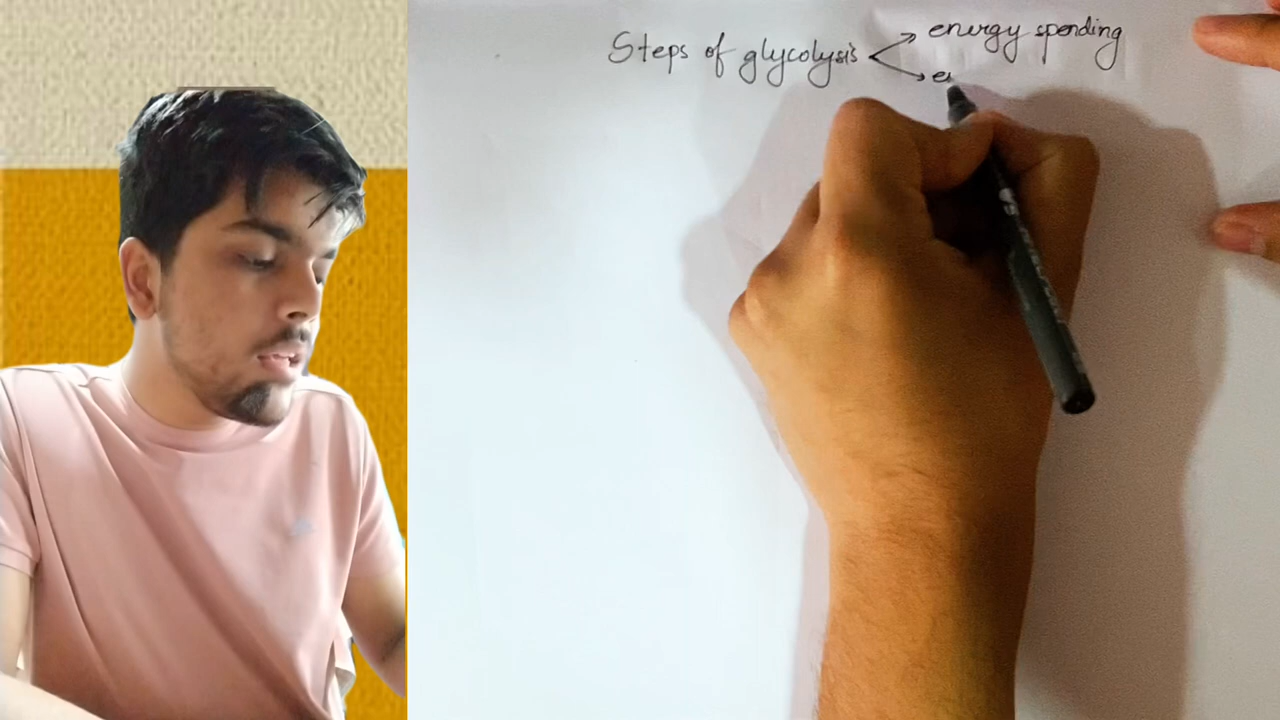 Steps of glycolysis → energy spending
→ e